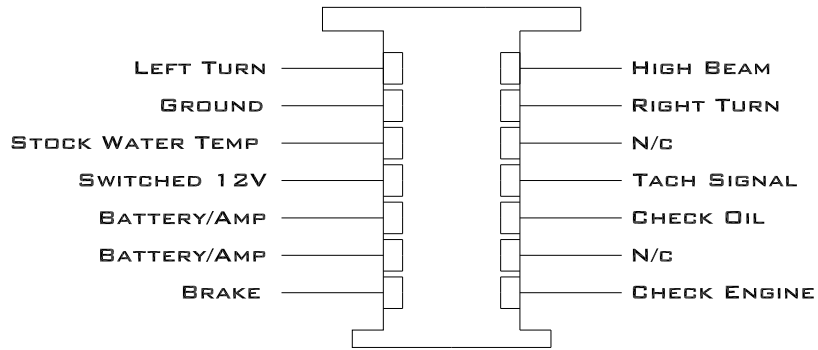 Left Turn
High Beam
Ground
Right Turn
Stock Water Temp
N/c
Switched 12V
Tach Signal
Battery/Amp
Check Oil
Battery/Amp
N/c
Brake
Check Engine